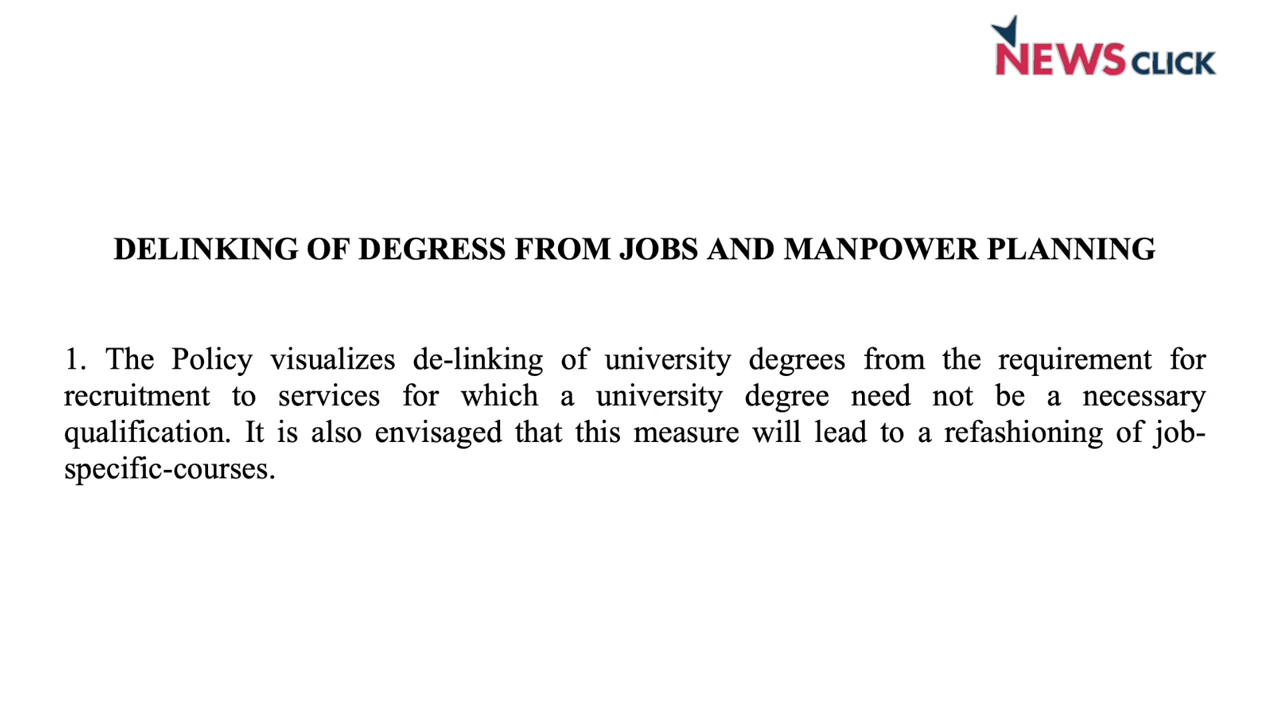 NEWS CLICK
DELINKING OF DEGRESS FROM JOBS AND MANPOWER PLANNING
1. The Policy visualizes de-linking of university degrees from the requirement for
recruitment to services for which a university degree need not be a necessary
qualification. It is also envisaged that this measure will lead to a refashioning of job-
specific-courses.